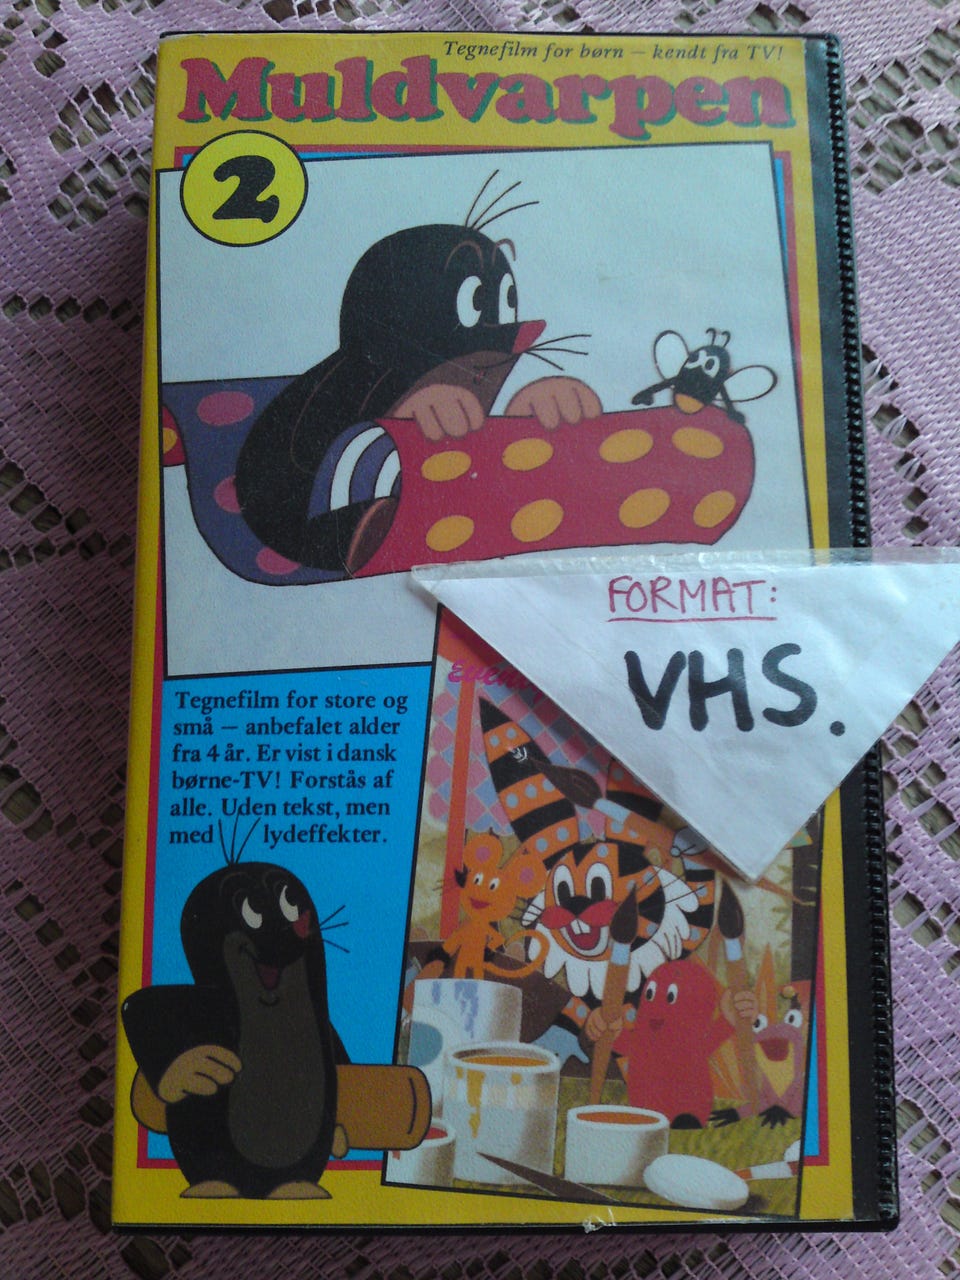 Tegnefilm for børn — kendt fra TV!
Muldvarpen
2
FORMAT:
VHS.
Tegnefilm for store og
små — anbefalet alder
fra 4 år. Er vist i dansk
børne-TV! Forstås af
alle. Uden tekst, men
med lydeffekter.